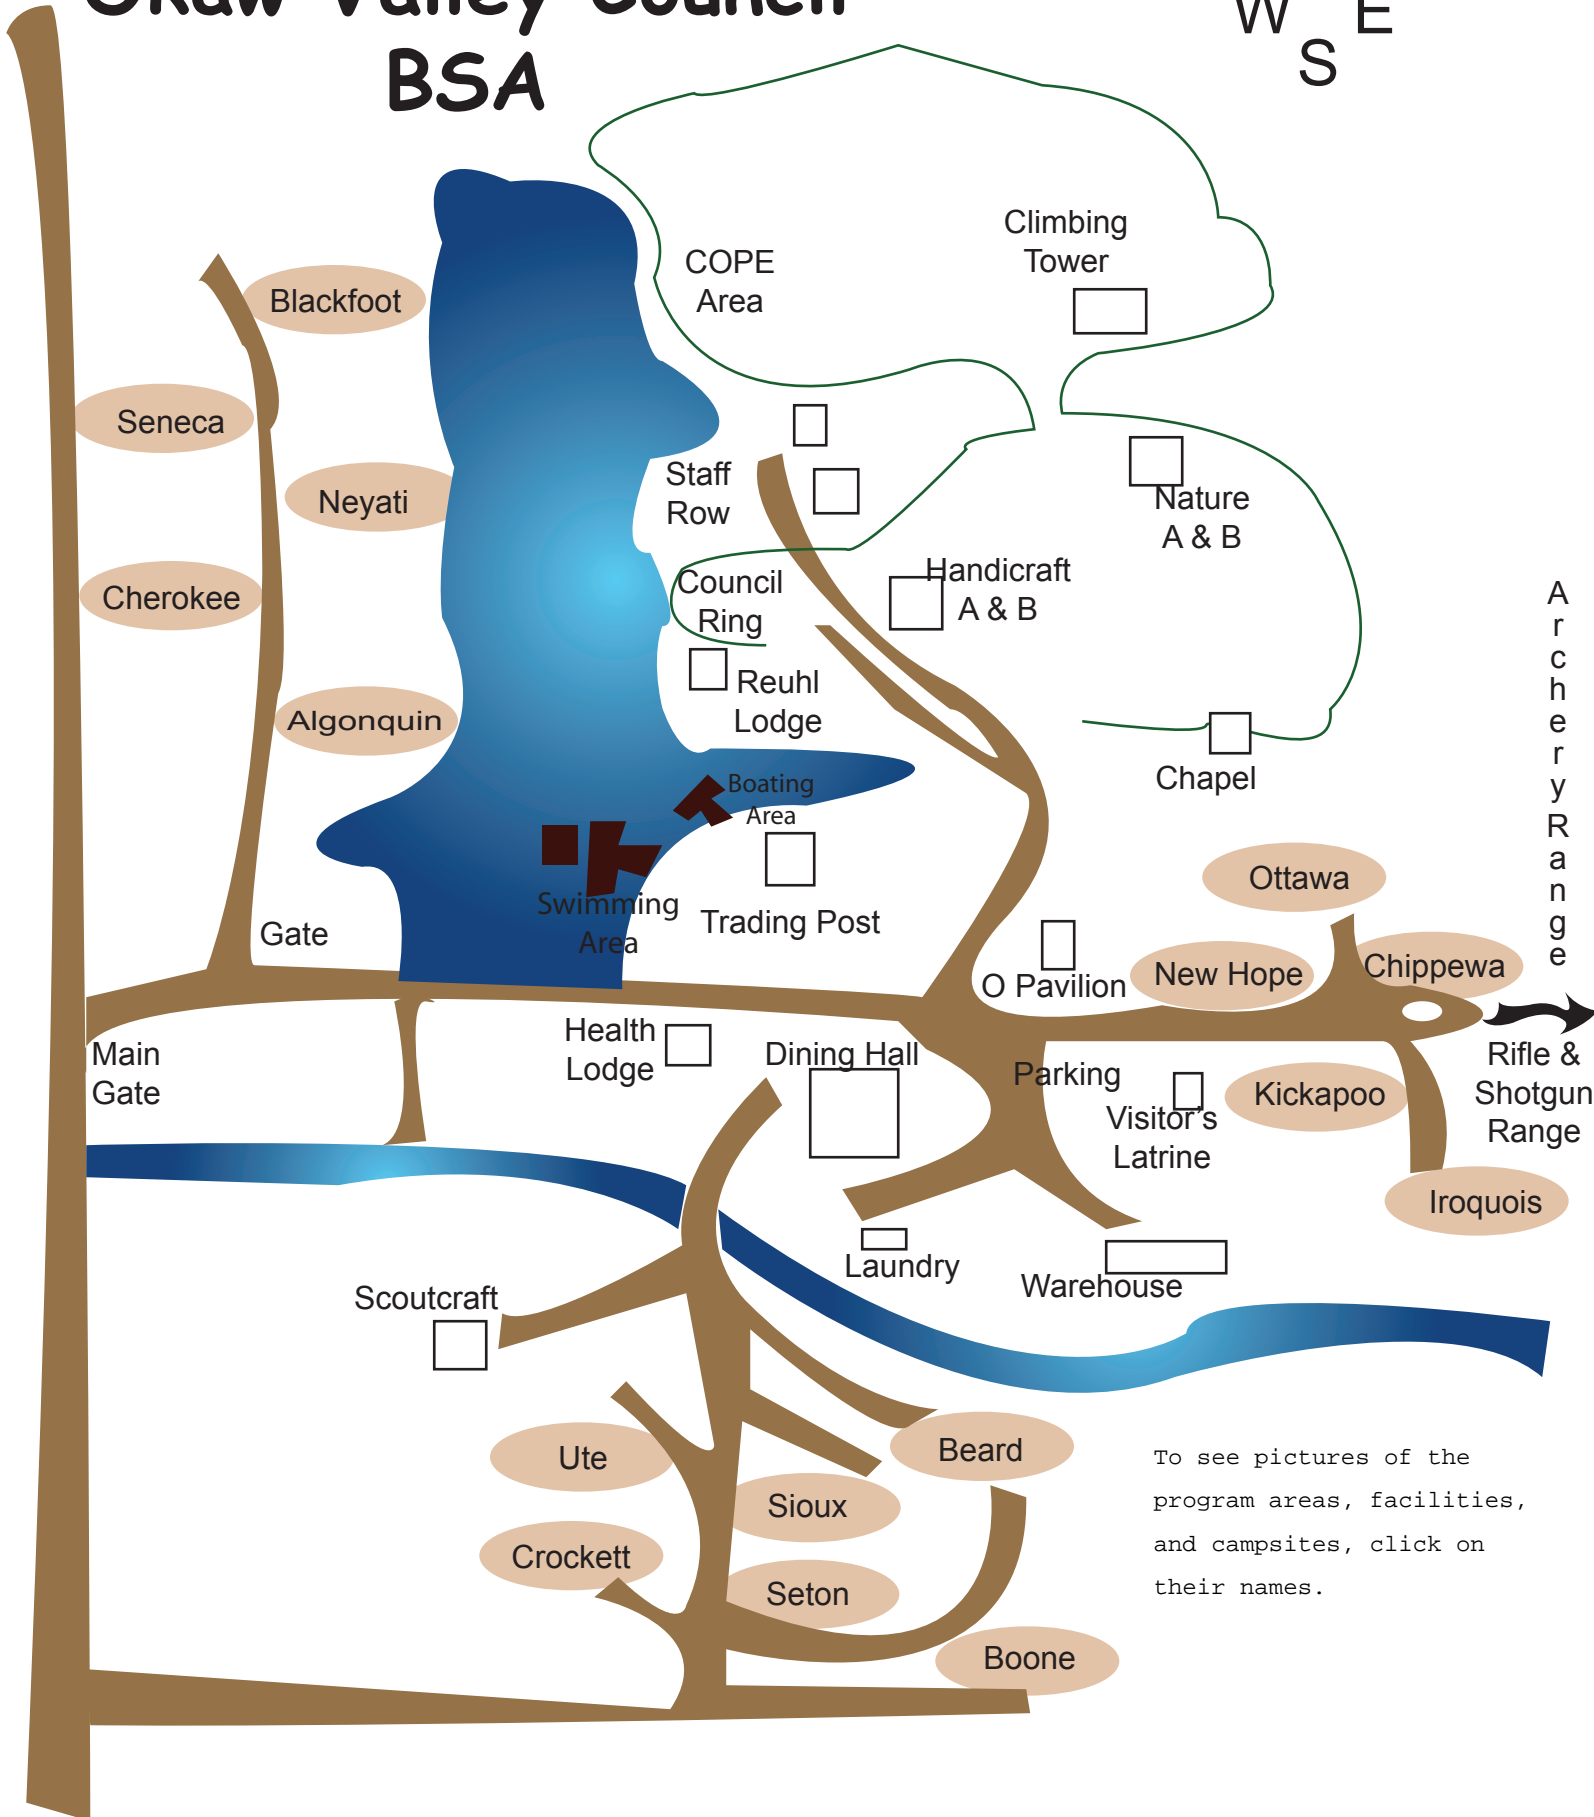 Okaw Valley Council
BSA
W E
S
Climbing
Tower
COPE
Area
Blackfoot
Seneca
Neyati
Staff
Row
Nature
A & B
Cherokee
Council
Ring
Handicraft
A & B
Archery Range
Reuhl
Lodge
Algonquin
Chapel
Boating
Area
Swimming
Area
Trading Post
Gate
Ottawa
O Pavilion
New Hope
Chippewa
Main
Gate
Health
Lodge
Dining Hall
Parking
Visitor's
Latrine
Kickapoo
Rifle &
Shotgun
Range
Iroquois
Laundry
Warehouse
Scoutcraft
Ute
Beard
Sioux
Crockett
Seton
Boone
To see pictures of the
program areas, facilities,
and campsites, click on
their names.